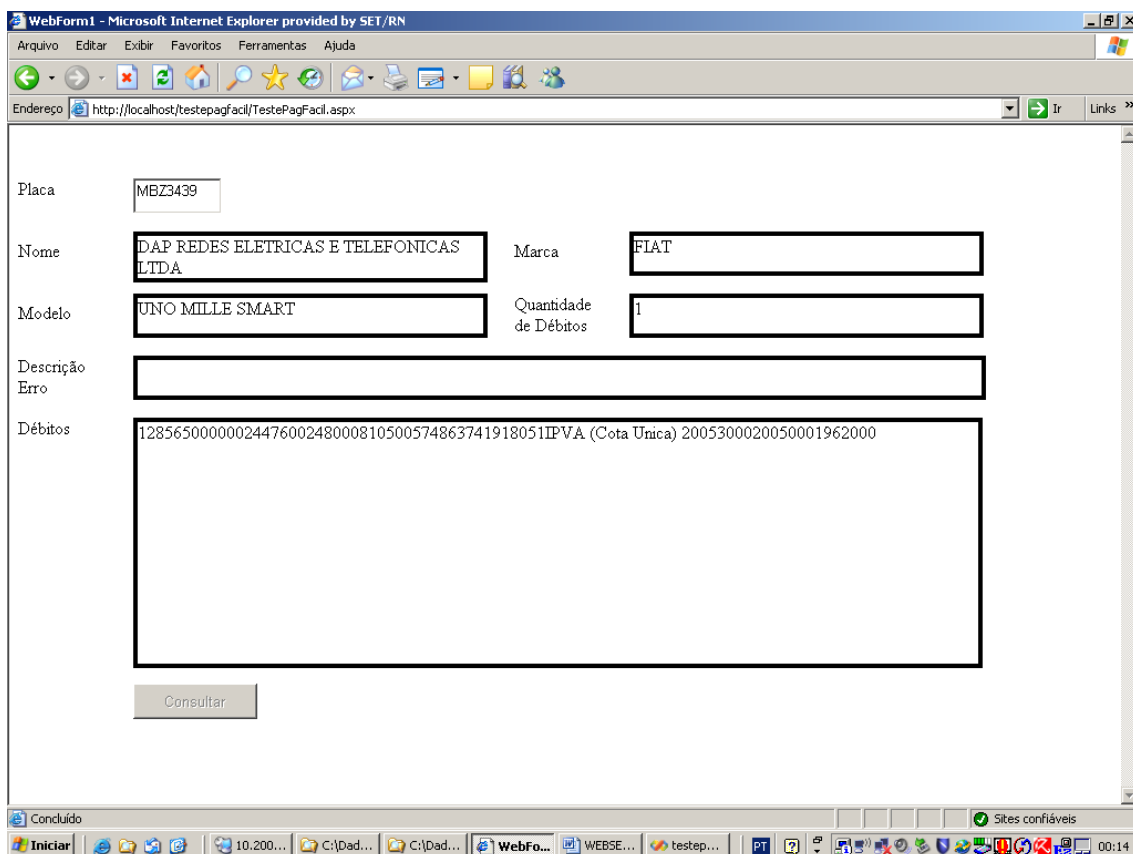 WebForm1 - Microsoft Internet Explorer provided by SET/RN
Arquivo Editar Exibir Favoritos Ferramentas Ajuda
Endereço http://localhost/testepagfacil/TestePagFacil.aspx Ir Links »
Placa MBZ3439
Nome DAP REDES ELETRICAS E TELEFONICAS LTDA Marca FIAT
Modelo UNO MILLE SMART Quantidade de Débitos 1
Descrição Erro
Débitos 12856500000024476002480008105005748637419180511IPVA (Cota Unica) 2005300020050001962000
Consultar
Concluído Sites confiáveis
Iniciar 10.200... C:\Dad... C:\Dad... WebFo... WEBSE... testep... PT 00:14